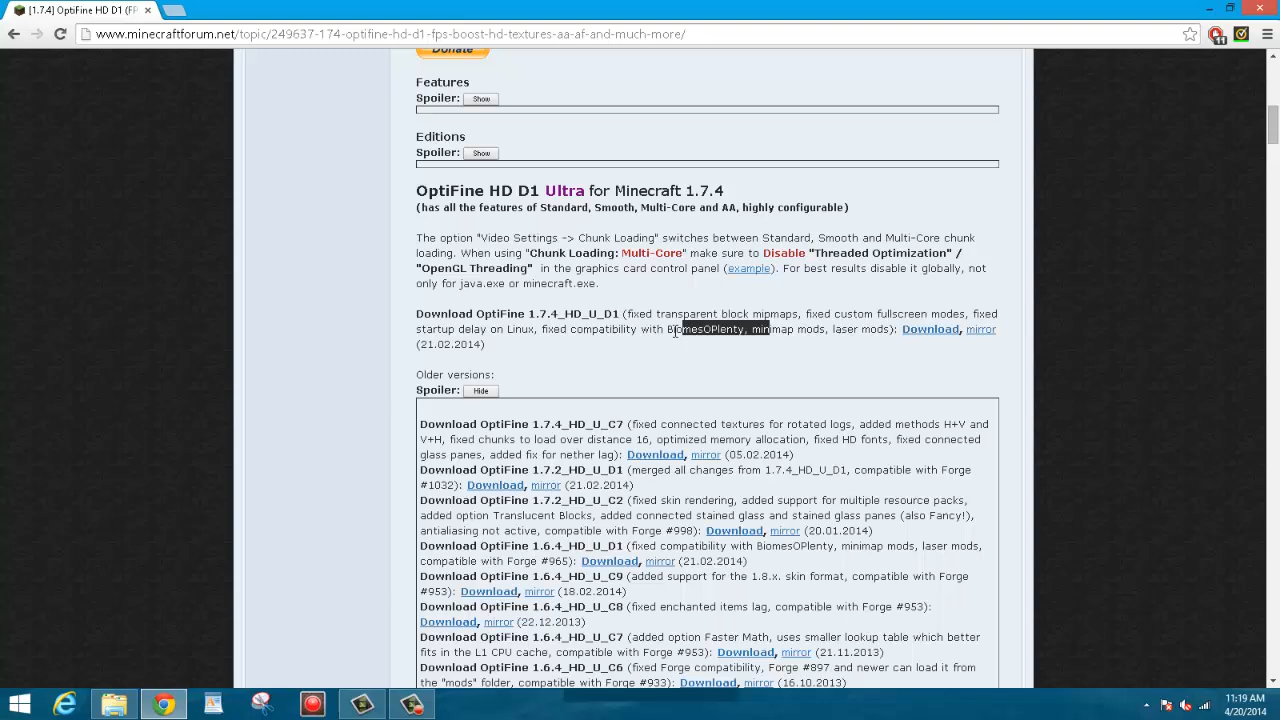 [1.7.4] OptiFine HD D1 (FP
www.minecraftforum.net/topic/249637-174-optifine-hd-d1-fps-boost-hd-textures-aa-af-and-much-more/
11
Donate
Features
Spoiler: Show
Editions
Spoiler: Show
OptiFine HD D1 Ultra for Minecraft 1.7.4
(has all the features of Standard, Smooth, Multi-Core and AA, highly configurable)
The option "Video Settings -> Chunk Loading" switches between Standard, Smooth and Multi-Core chunk
loading. When using "Chunk Loading: Multi-Core" make sure to Disable "Threaded Optimization" /
"OpenGL Threading" in the graphics card control panel (example). For best results disable it globally, not
only for java.exe or minecraft.exe.
Download OptiFine 1.7.4_HD_U_D1 (fixed transparent block mipmaps, fixed custom fullscreen modes, fixed
startup delay on Linux, fixed compatibility with BiomesOPlenty, minimap mods, laser mods): Download, mirror
(21.02.2014)
Older versions:
Spoiler: Hide
Download OptiFine 1.7.4_HD_U_C7 (fixed connected textures for rotated logs, added methods H+V and
V+H, fixed chunks to load over distance 16, optimized memory allocation, fixed HD fonts, fixed connected
glass panes, added fix for nether lag): Download, mirror (05.02.2014)
Download OptiFine 1.7.2_HD_U_D1 (merged all changes from 1.7.4_HD_U_D1, compatible with Forge
#1032): Download, mirror (21.02.2014)
Download OptiFine 1.7.2_HD_U_C2 (fixed skin rendering, added support for multiple resource packs,
added option Translucent Blocks, added connected stained glass and stained glass panes (also Fancy!),
antialiasing not active, compatible with Forge #998): Download, mirror (20.01.2014)
Download OptiFine 1.6.4_HD_U_D1 (fixed compatibility with BiomesOPlenty, minimap mods, laser mods,
compatible with Forge #965): Download, mirror (21.02.2014)
Download OptiFine 1.6.4_HD_U_C9 (added support for the 1.8.x. skin format, compatible with Forge
#953): Download, mirror (18.02.2014)
Download OptiFine 1.6.4_HD_U_C8 (fixed enchanted items lag, compatible with Forge #953):
Download, mirror (22.12.2013)
Download OptiFine 1.6.4_HD_U_C7 (added option Faster Math, uses smaller lookup table which better
fits in the L1 CPU cache, compatible with Forge #953): Download, mirror (21.11.2013)
Download OptiFine 1.6.4_HD_U_C6 (fixed Forge compatibility, Forge #897 and newer can load it from
the "mods" folder, compatible with Forge #933): Download, mirror (16.10.2013)
11:19 AM
4/20/2014